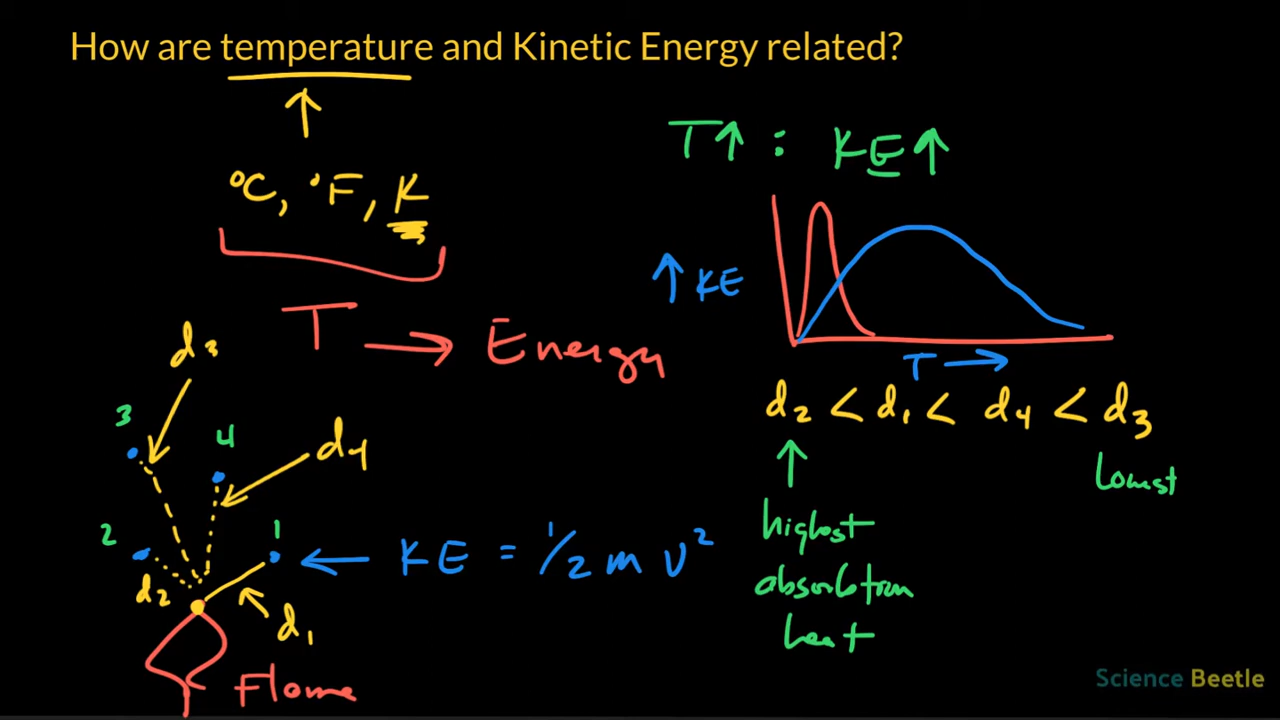 How are temperature and Kinetic Energy related?
°C, °F, K
T → Energy
d3
3
4
d4
2
1
d2
d1
Flame
KE = 1/2 m v²
T↑ : KE↑
↑ KE
T →
d2 < d1 < d4 < d3
lowest
highest
absorbtion
heat
Science Beetle